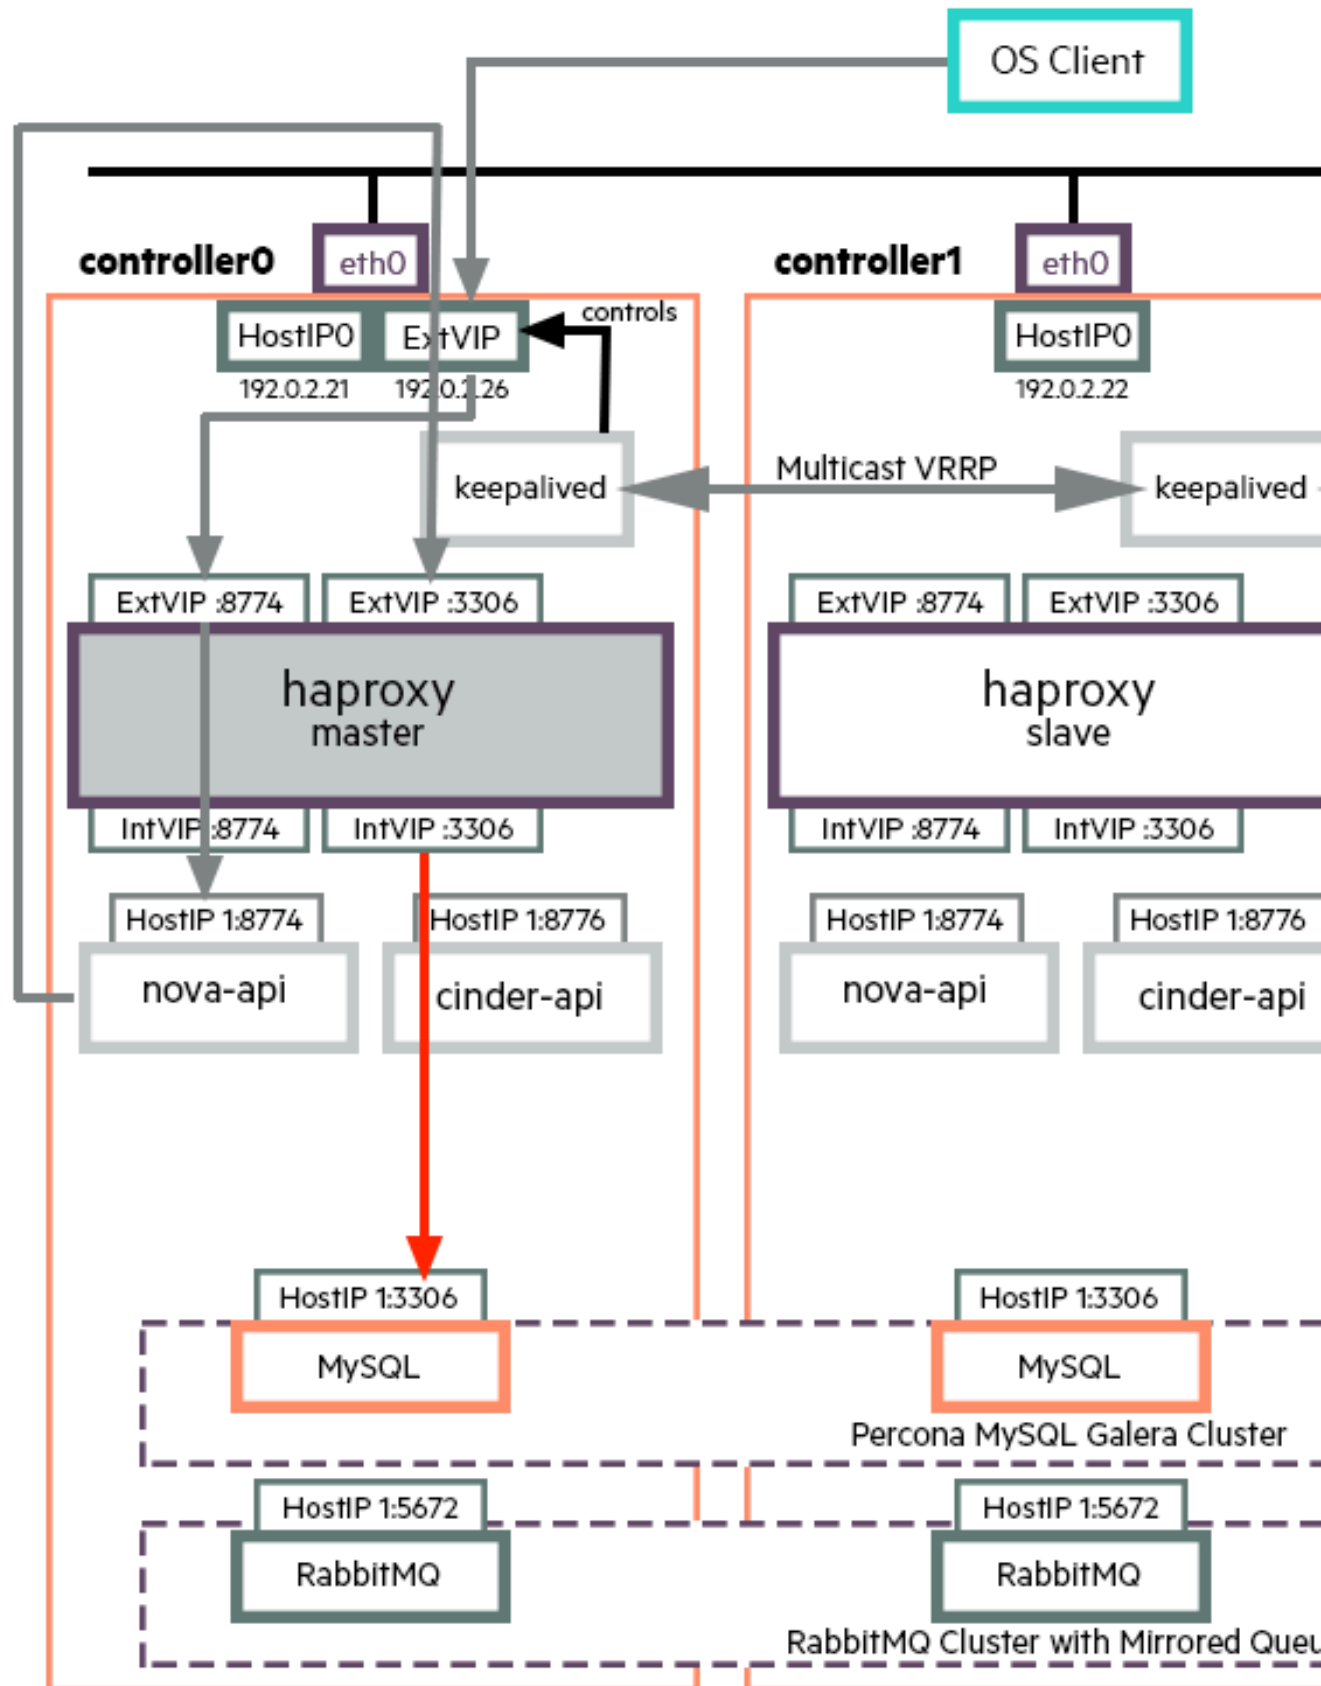 OS Client
controller0
eth0
controller1
eth0
controls
HostIP0
ExtVIP
HostIP0
192.0.2.21
192.0.2.26
192.0.2.22
Multicast VRRP
keepalived
keepalived
ExtVIP :8774
ExtVIP :3306
ExtVIP :8774
ExtVIP :3306
haproxy
master
haproxy
slave
IntVIP :8774
IntVIP :3306
IntVIP :8774
IntVIP :3306
HostIP 1:8774
HostIP 1:8776
HostIP 1:8774
HostIP 1:8776
nova-api
cinder-api
nova-api
cinder-api
HostIP 1:3306
HostIP 1:3306
MySQL
MySQL
Percona MySQL Galera Cluster
HostIP 1:5672
HostIP 1:5672
RabbitMQ
RabbitMQ
RabbitMQ Cluster with Mirrored